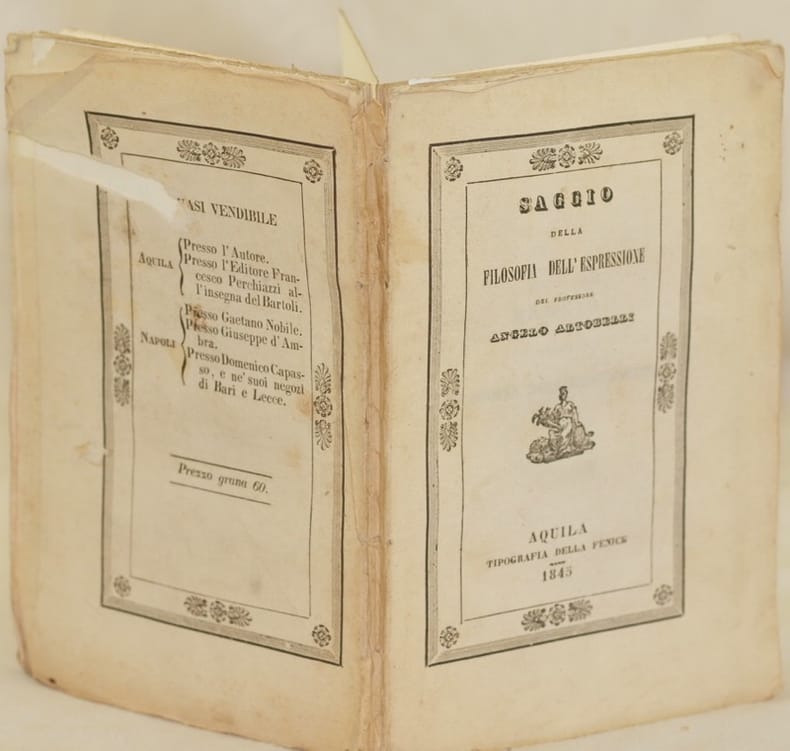 VASI VENDIBILE
AQUILA
Presso l'Autore.
Presso l'Editore Fran-
cesco Perchiazzi al-
l'insegna del Bartoli.
NAPOLI
Presso Gaetano Nobile.
Presso Giuseppe d'Am-
bra.
Presso Domenico Capas-
so, e ne' suoi negozi
di Bari e Lecce.
Prezzo grana 60.
SAGGIO
DELLA
FILOSOFIA DELL'ESPRESSIONE
DEL PROFESSORE
ANGELO ALTOBELLI
AQUILA
TIPOGRAFIA DELLA FENICE
1845